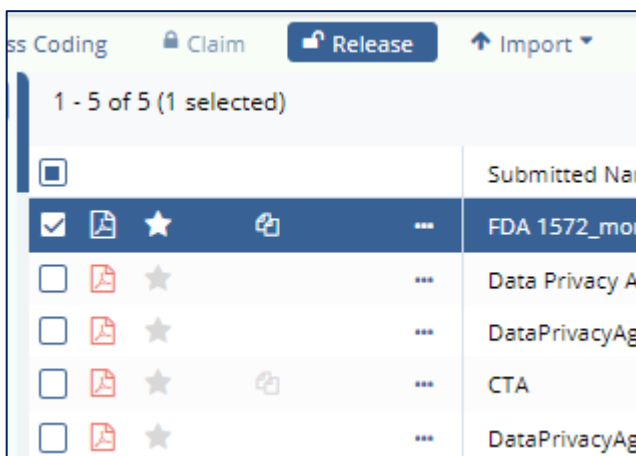 ss Coding Claim Release Import
1 - 5 of 5 (1 selected)
Submitted Nar
FDA 1572_mor
Data Privacy A
DataPrivacyAg
CTA
DataPrivacyAg